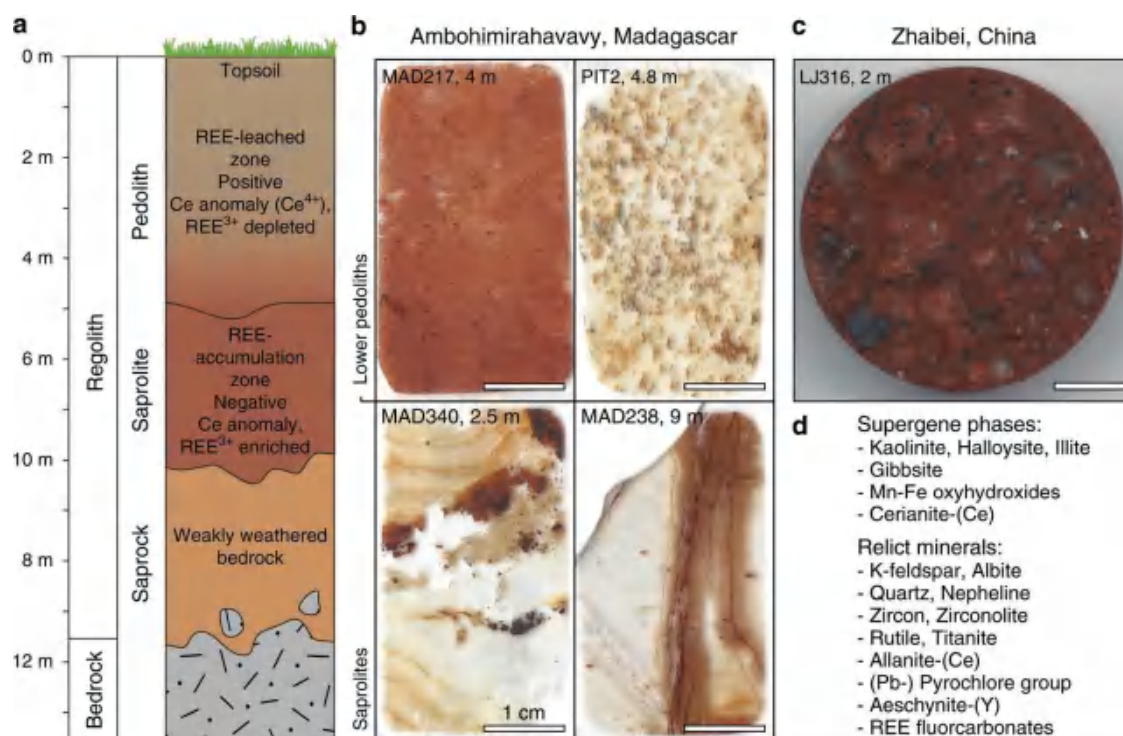 a
0 m
2 m
4 m
6 m
10 m
8 m
12 m
Regolith
Bedrock
Pedolith
Saprolite
Saprock
Topsoil
REE-leached
zone
Positive
Ce anomaly (Ce⁴⁺),
REE³⁺ depleted
REE-
accumulation
zone
Negative
Ce anomaly,
REE³⁺ enriched
Weakly weathered
bedrock
b
Ambohimirahavavy, Madagascar
Lower pedoliths
MAD217, 4 m
PIT2, 4.8 m
Saprolites
MAD340, 2.5 m
1 cm
MAD238, 9 m
c
Zhaibei, China
LJ316, 2 m
d
Supergene phases:
- Kaolinite, Halloysite, Illite
- Gibbsite
- Mn-Fe oxyhydroxides
- Cerianite-(Ce)
Relict minerals:
- K-feldspar, Albite
- Quartz, Nepheline
- Zircon, Zirconolite
- Rutile, Titanite
- Allanite-(Ce)
- (Pb-) Pyrochlore group
- Aeschynite-(Y)
- REE fluorcarbonates